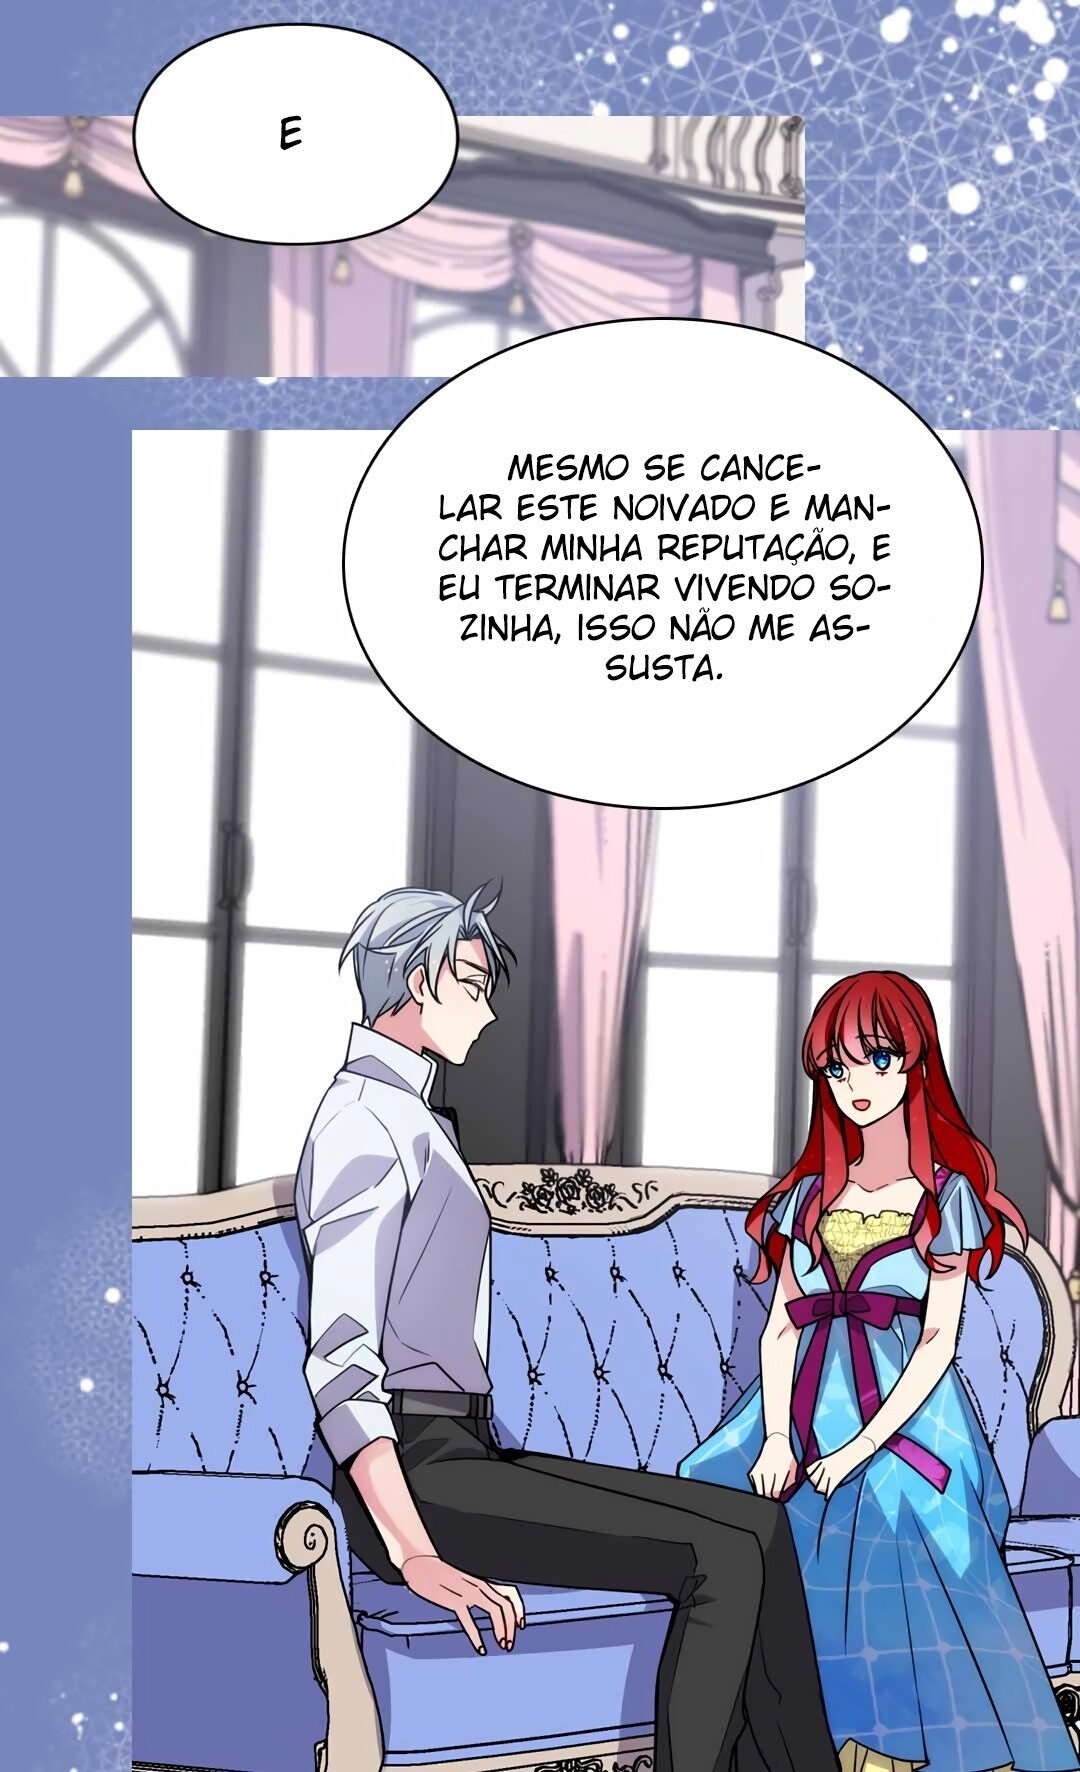 E
MESMO SE CANCE-
LAR ESTE NOIVADO E MAN-
CHAR MINHA REPUTAÇÃO, E
EU TERMINAR VIVENDO SO-
ZINHA, ISSO NÃO ME AS-
SUSTA.